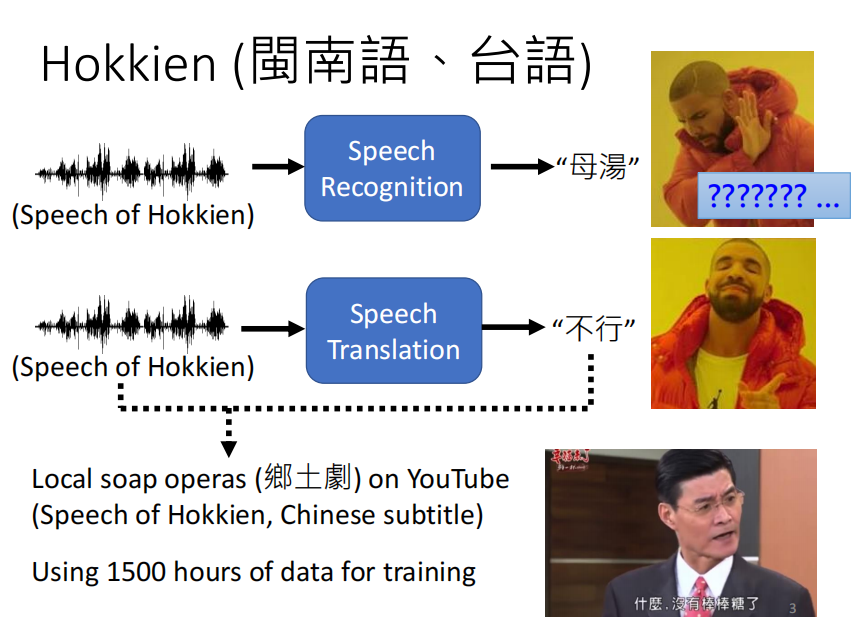 Hokkien (閩南語、台語)
Speech
Recognition
“母湯”
??????? ...
(Speech of Hokkien)
Speech
Translation
“不行”
(Speech of Hokkien)
Local soap operas (鄉土劇) on YouTube
(Speech of Hokkien, Chinese subtitle)
Using 1500 hours of data for training
什麼.沒有棒棒糖了
3